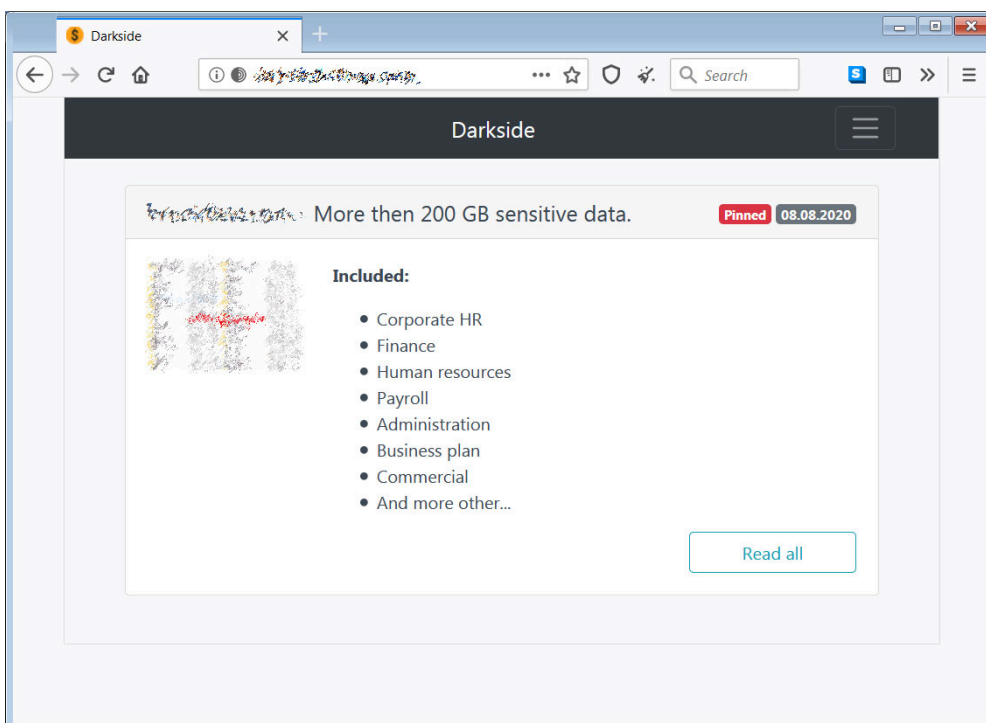 Darkside
Search
Darkside
More then 200 GB sensitive data.
Pinned 08.08.2020
Included:
Corporate HR
Finance
Human resources
Payroll
Administration
Business plan
Commercial
And more other...
Read all